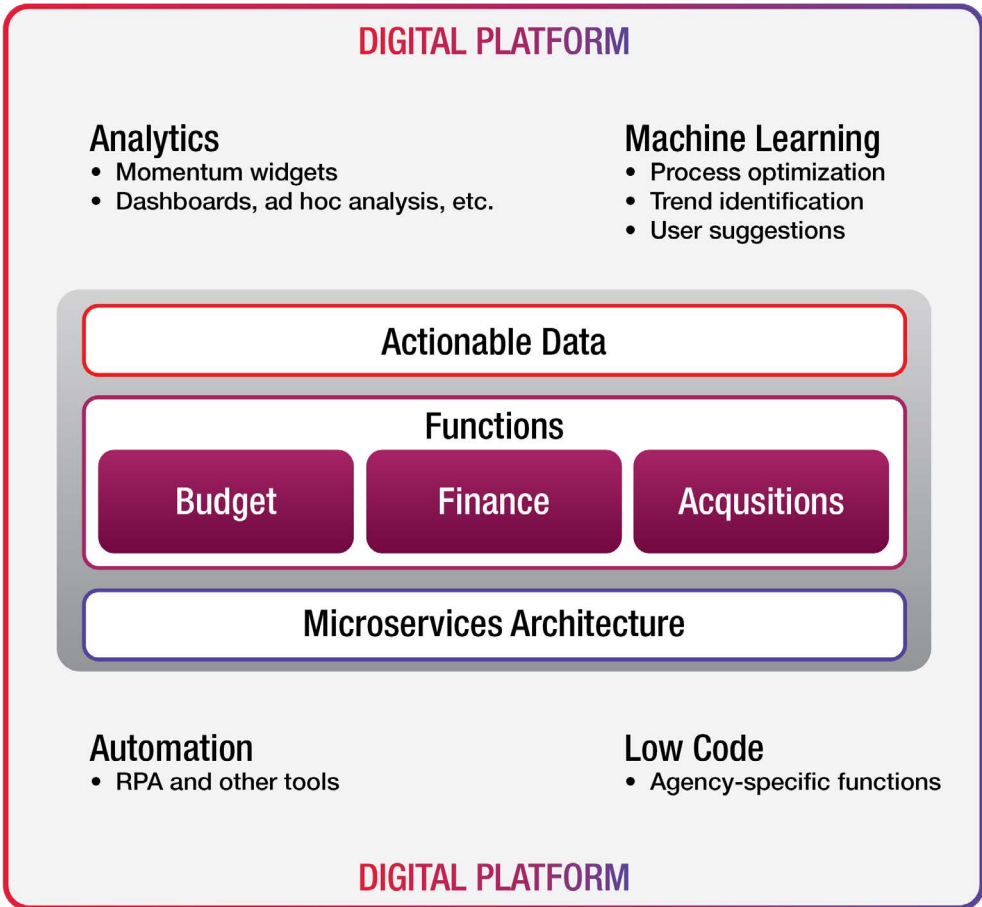 DIGITAL PLATFORM
Analytics
• Momentum widgets
• Dashboards, ad hoc analysis, etc.
Machine Learning
• Process optimization
• Trend identification
• User suggestions
Actionable Data
Functions
Budget
Finance
Acqusitions
Microservices Architecture
Automation
• RPA and other tools
Low Code
• Agency-specific functions
DIGITAL PLATFORM